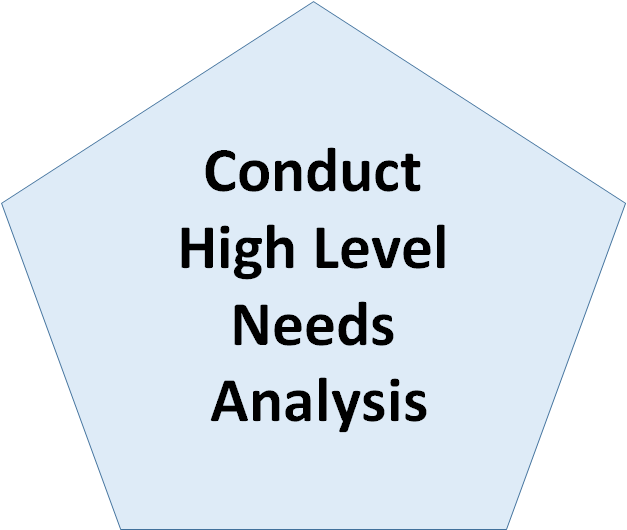 Conduct
High Level
Needs
Analysis